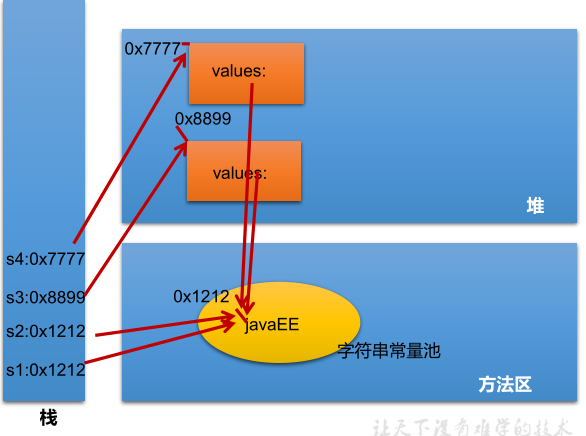 0x7777
values:
0x8899
values:
堆
s4:0x7777
s3:0x8899
s2:0x1212
s1:0x1212
0x1212
javaEE
字符串常量池
方法区
栈
让天下没有难学的技术